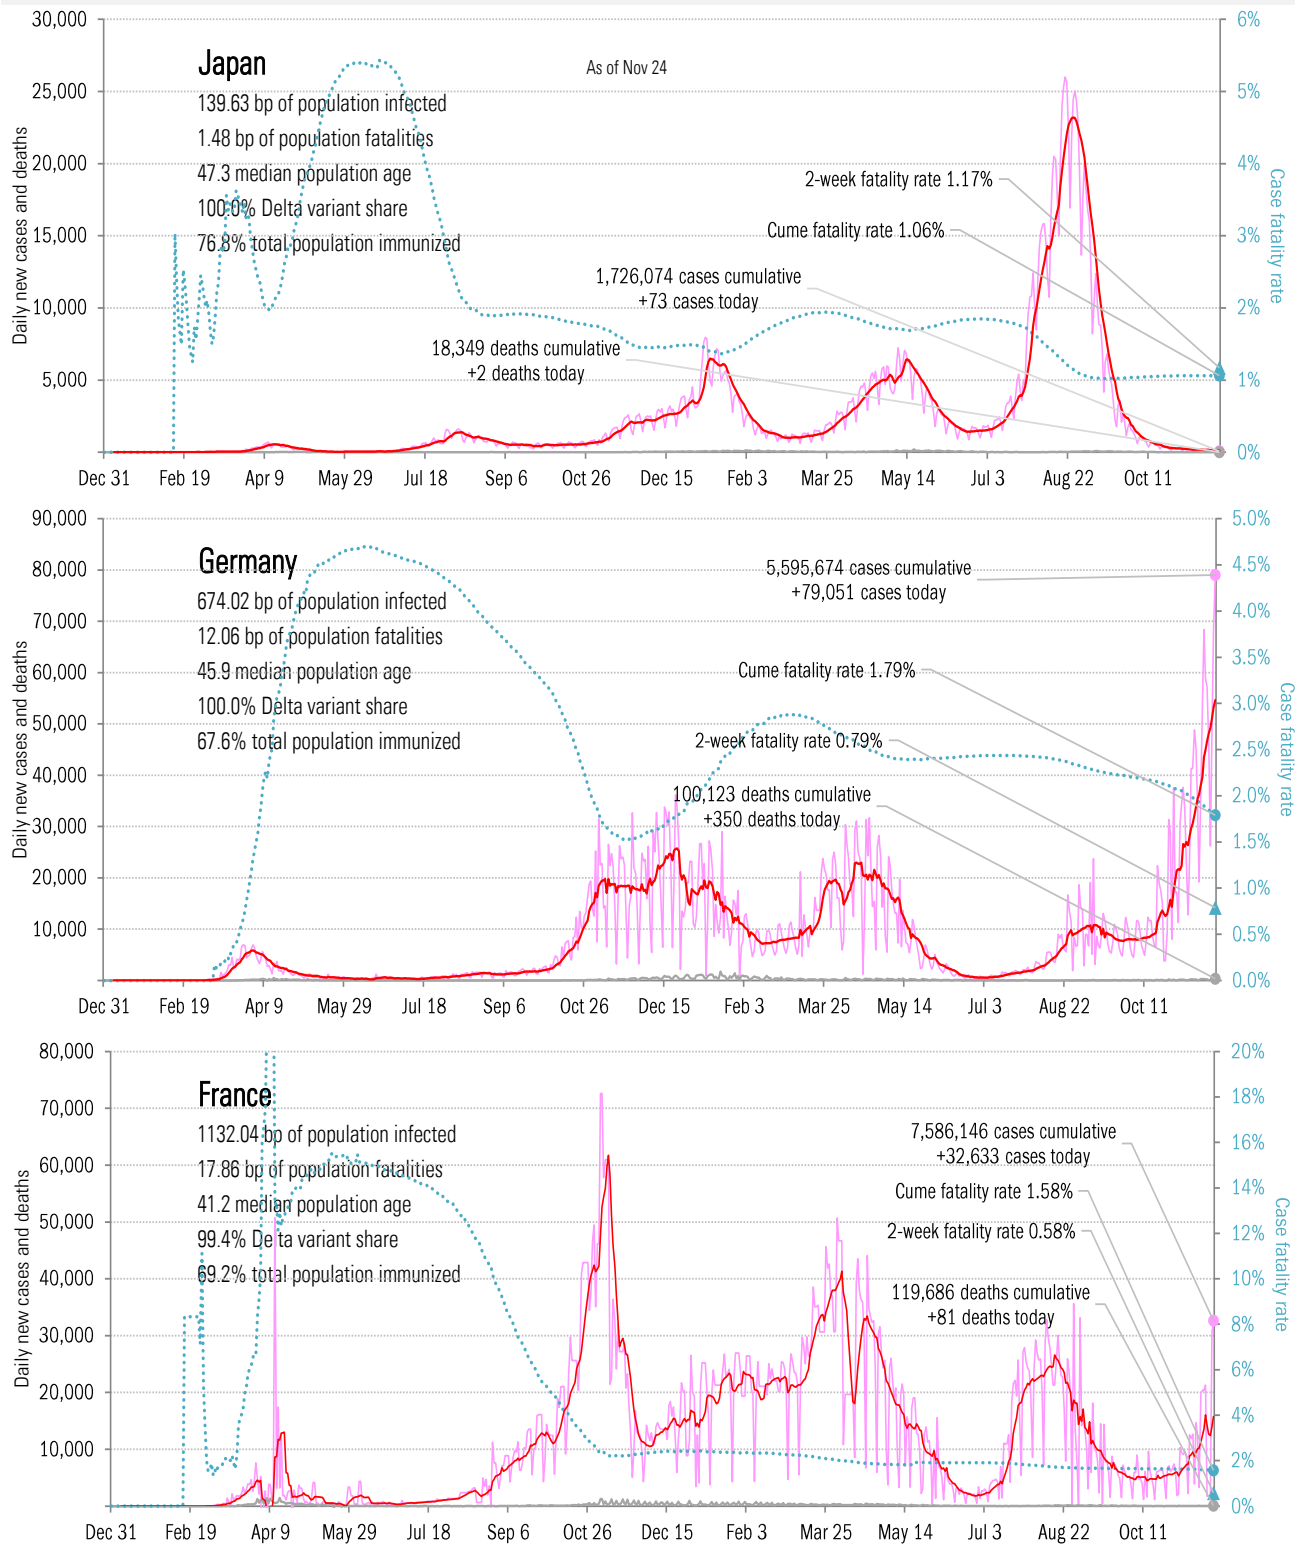 30,000
6%
Japan
As of Nov 24
139.63 bp of population infected
25,000
5%
1.48 bp of population fatalities
20,000
4%
47.3 median population age
2-week fatality rate 1.17%
100.0% Delta variant share
Cume fatality rate 1.06%
15,000
3%
76.8% total population immunized
1,726,074 cases cumulative
+73 cases today
10,000
2%
18,349 deaths cumulative
+2 deaths today
5,000
1%
0%
Daily new cases and deaths
Case fatality rate
Dec 31 Feb 19 Apr 9 May 29 Jul 18 Sep 6 Oct 26 Dec 15 Feb 3 Mar 25 May 14 Jul 3 Aug 22 Oct 11
90,000
5.0%
Germany
80,000
4.5%
5,595,674 cases cumulative
+79,051 cases today
674.02 bp of population infected
70,000
4.0%
12.06 bp of population fatalities
3.5%
60,000
45.9 median population age
Cume fatality rate 1.79%
100.0% Delta variant share
3.0%
50,000
67.6% total population immunized
2-week fatality rate 0.79%
2.5%
40,000
100,123 deaths cumulative
+350 deaths today
2.0%
30,000
1.5%
20,000
1.0%
10,000
0.5%
0.0%
Daily new cases and deaths
Case fatality rate
Dec 31 Feb 19 Apr 9 May 29 Jul 18 Sep 6 Oct 26 Dec 15 Feb 3 Mar 25 May 14 Jul 3 Aug 22 Oct 11
80,000
20%
France
70,000
18%
1132.04 bp of population infected
7,586,146 cases cumulative
+32,633 cases today
16%
60,000
17.86 bp of population fatalities
14%
Cume fatality rate 1.58%
41.2 median population age
50,000
2-week fatality rate 0.58%
12%
99.4% Delta variant share
69.2% total population immunized
40,000
10%
119,686 deaths cumulative
+81 deaths today
8%
30,000
6%
20,000
4%
10,000
2%
0%
Daily new cases and deaths
Case fatality rate
Dec 31 Feb 19 Apr 9 May 29 Jul 18 Sep 6 Oct 26 Dec 15 Feb 3 Mar 25 May 14 Jul 3 Aug 22 Oct 11